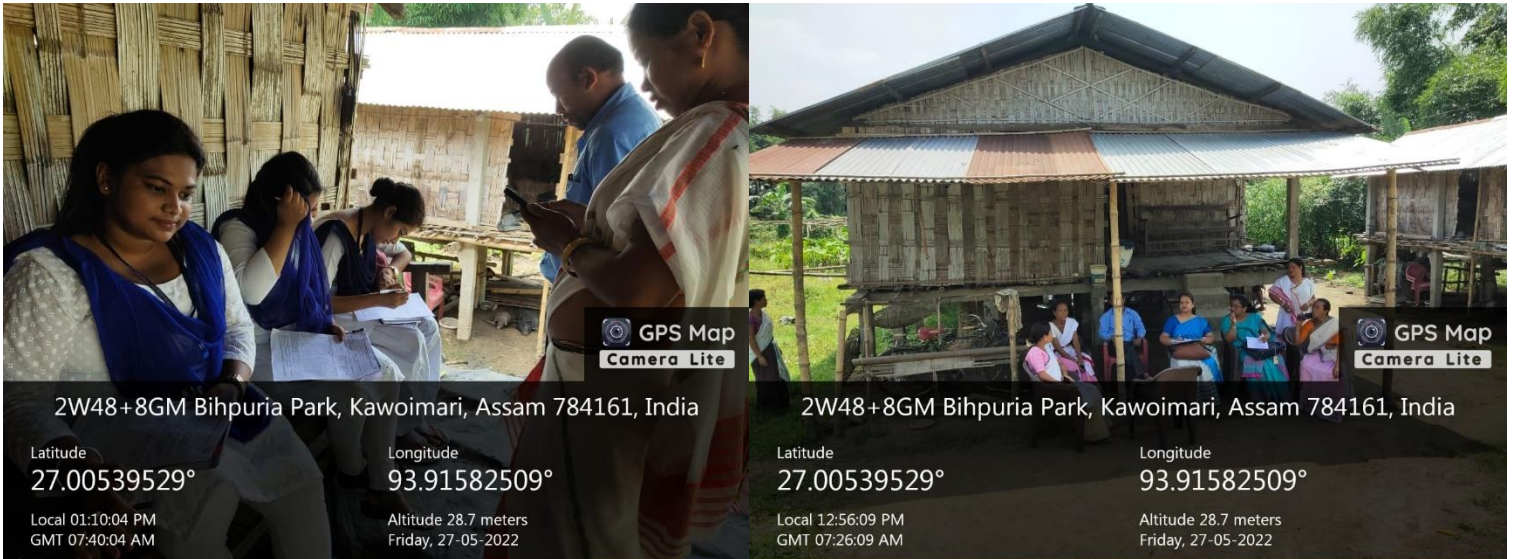 GPS Map
Camera Lite
2W48+8GM Bihpuria Park, Kawoimari, Assam 784161, India
Latitude
27.00539529°
Longitude
93.91582509°
Local 01:10:04 PM
GMT 07:40:04 AM
Altitude 28.7 meters
Friday, 27-05-2022
GPS Map
Camera Lite
2W48+8GM Bihpuria Park, Kawoimari, Assam 784161, India
Latitude
27.00539529°
Longitude
93.91582509°
Local 12:56:09 PM
GMT 07:26:09 AM
Altitude 28.7 meters
Friday, 27-05-2022